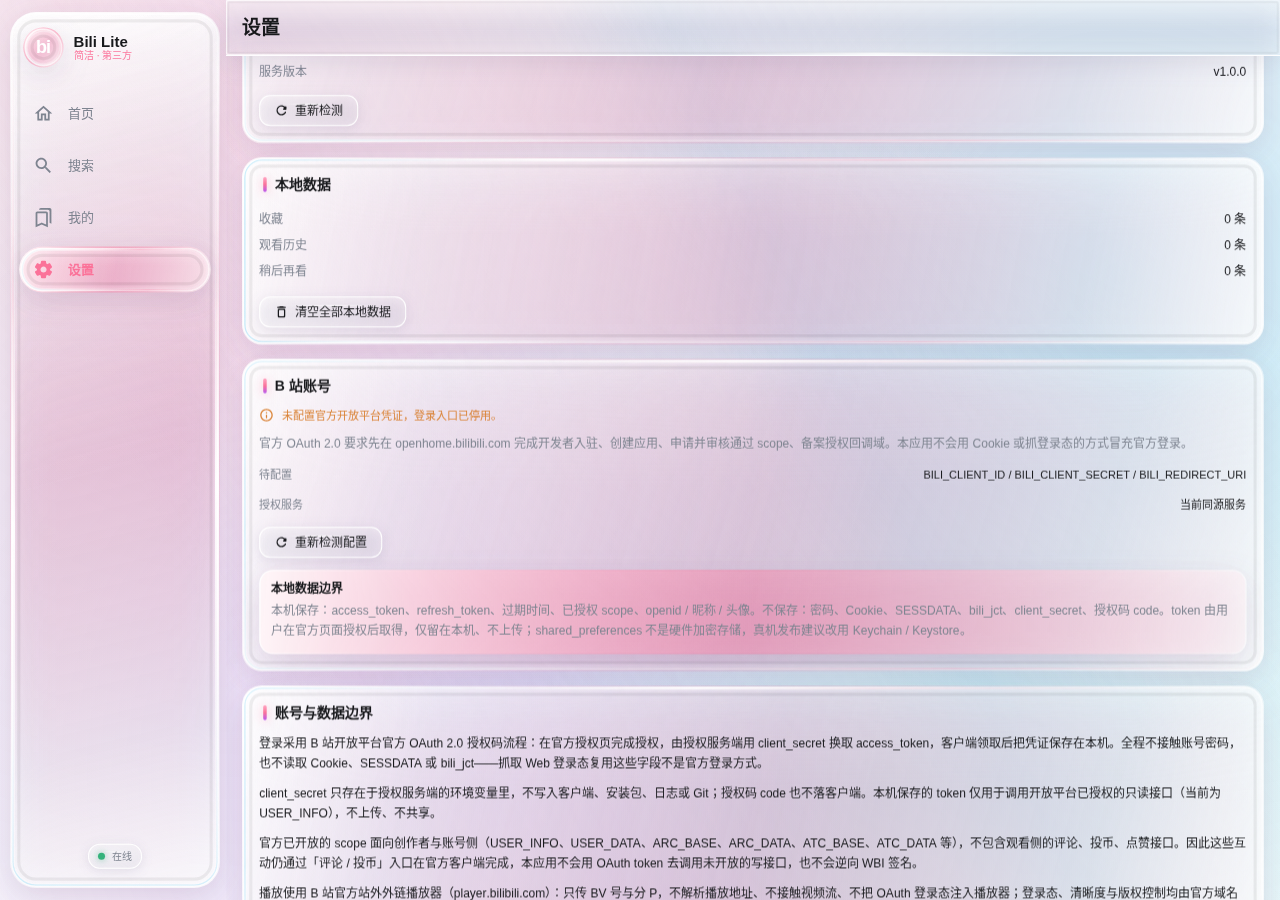 bi
Bili Lite
简洁 · 第三方
首页
搜索
我的
设置
在线
设置
服务版本 v1.0.0
重新检测
本地数据
收藏 0 条
观看历史 0 条
稍后再看 0 条
清空全部本地数据
B 站账号
未配置官方开放平台凭证，登录入口已停用。
官方 OAuth 2.0 要求先在 openhome.bilibili.com 完成开发者入驻、创建应用、申请并审核通过 scope、备案授权回调域。本应用不会用 Cookie 或抓登录态的方式冒充官方登录。
待配置 BILI_CLIENT_ID / BILI_CLIENT_SECRET / BILI_REDIRECT_URI
授权服务 当前同源服务
重新检测配置
本地数据边界
本机保存：access_token、refresh_token、过期时间、已授权 scope、openid / 昵称 / 头像。不保存：密码、Cookie、SESSDATA、bili_jct、client_secret、授权码 code。token 由用
户在官方页面授权后取得，仅留在本机、不上传；shared_preferences 不是硬件加密存储，真机发布建议改用 Keychain / Keystore。
账号与数据边界
登录采用 B 站开放平台官方 OAuth 2.0 授权码流程：在官方授权页完成授权，由授权服务端用 client_secret 换取 access_token，客户端领取后把凭证保存在本机。全程不接触账号密码，
也不读取 Cookie、SESSDATA 或 bili_jct——抓取 Web 登录态复用这些字段不是官方登录方式。
client_secret 只存在于授权服务端的环境变量里，不写入客户端、安装包、日志或 Git；授权码 code 也不落客户端。本机保存的 token 仅用于调用开放平台已授权的只读接口（当前为
USER_INFO），不上传、不共享。
官方已开放的 scope 面向创作者与账号侧（USER_INFO、USER_DATA、ARC_BASE、ARC_DATA、ATC_BASE、ATC_DATA 等），不包含观看侧的评论、投币、点赞接口。因此这些互
动仍通过「评论 / 投币」入口在官方客户端完成，本应用不会用 OAuth token 去调用未开放的写接口，也不会逆向 WBI 签名。
播放使用 B 站官方站外外链播放器（player.bilibili.com）：只传 BV 号与分 P，不解析播放地址、不接触视频流、不把 OAuth 登录态注入播放器；登录态、清晰度与版权控制均由官方域名